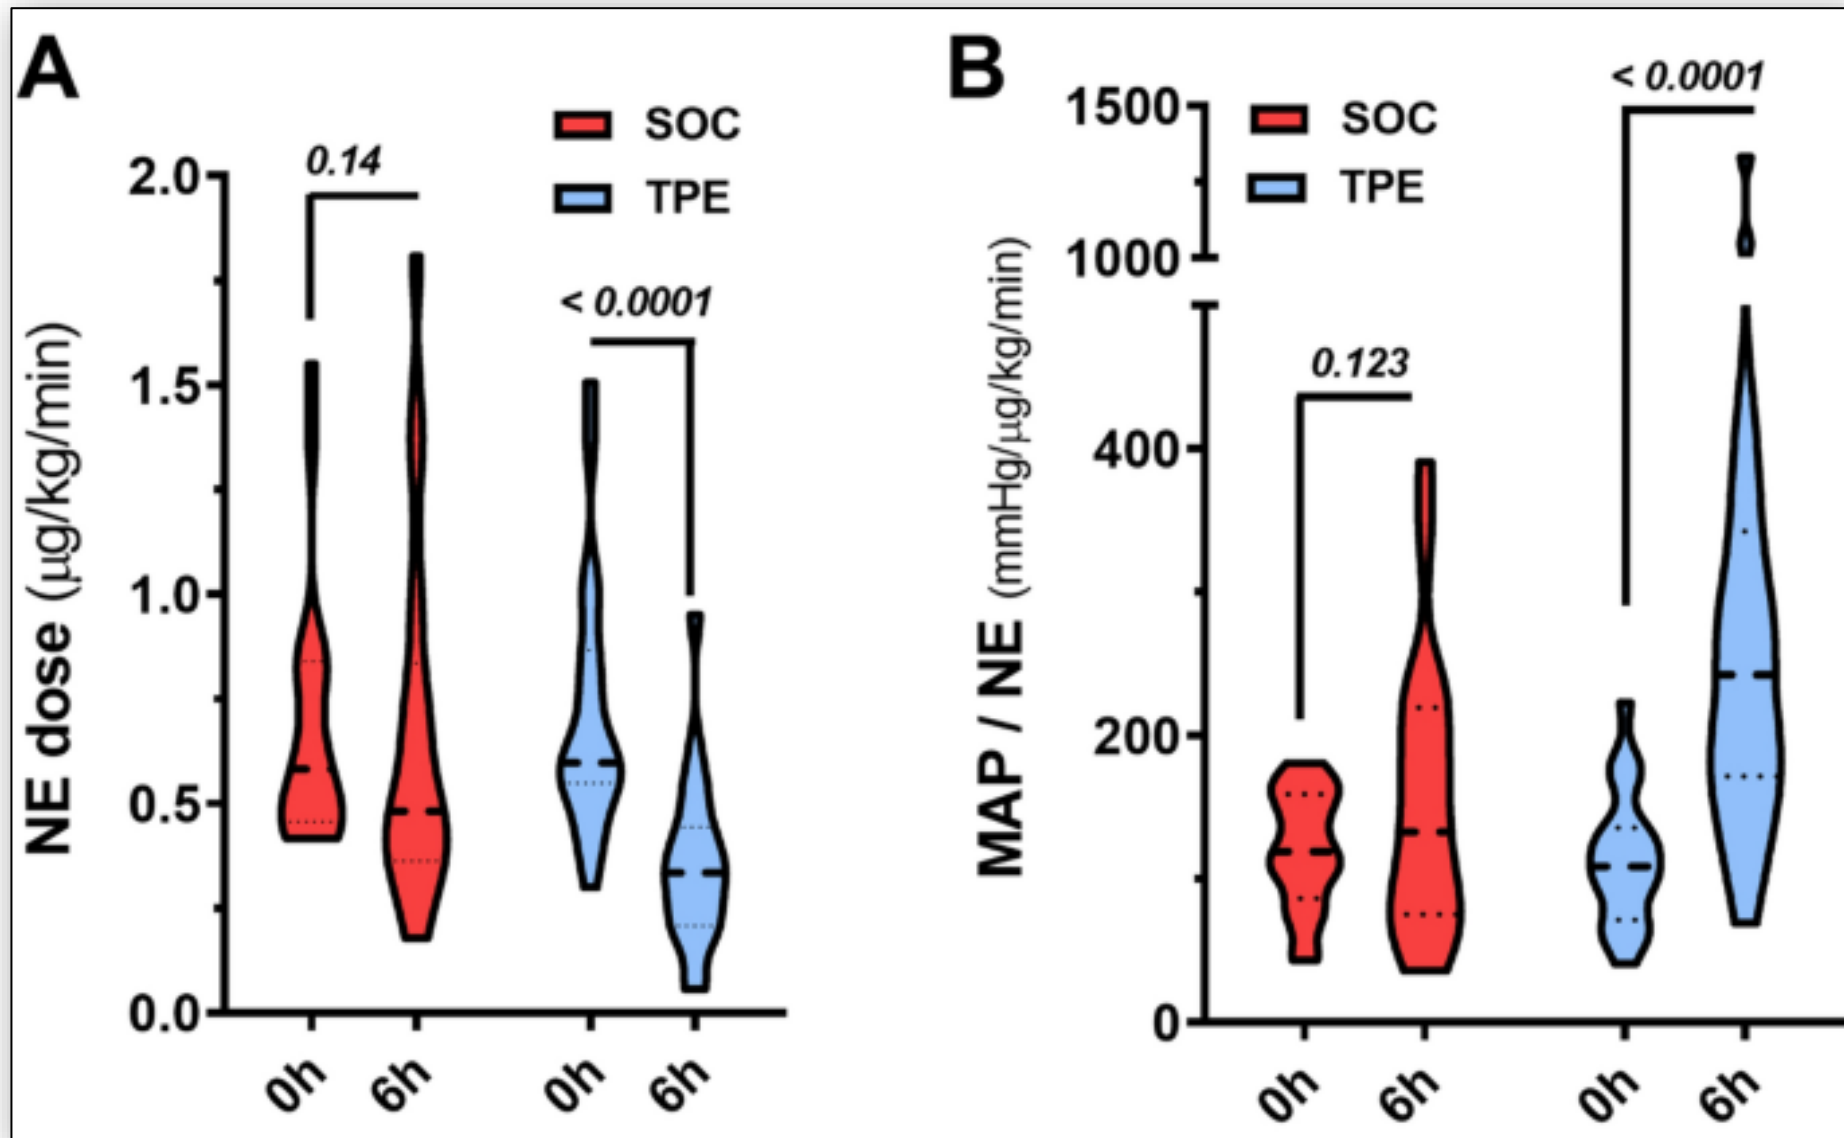 A
SOC
TPE
0.14
< 0.0001
NE dose (μg/kg/min)
2.0
1.5
1.0
0.5
0.0
0h
6h
0h
6h
B
SOC
TPE
< 0.0001
0.123
MAP / NE (mmHg/μg/kg/min)
1500
1000
400
200
0
0h
6h
0h
6h